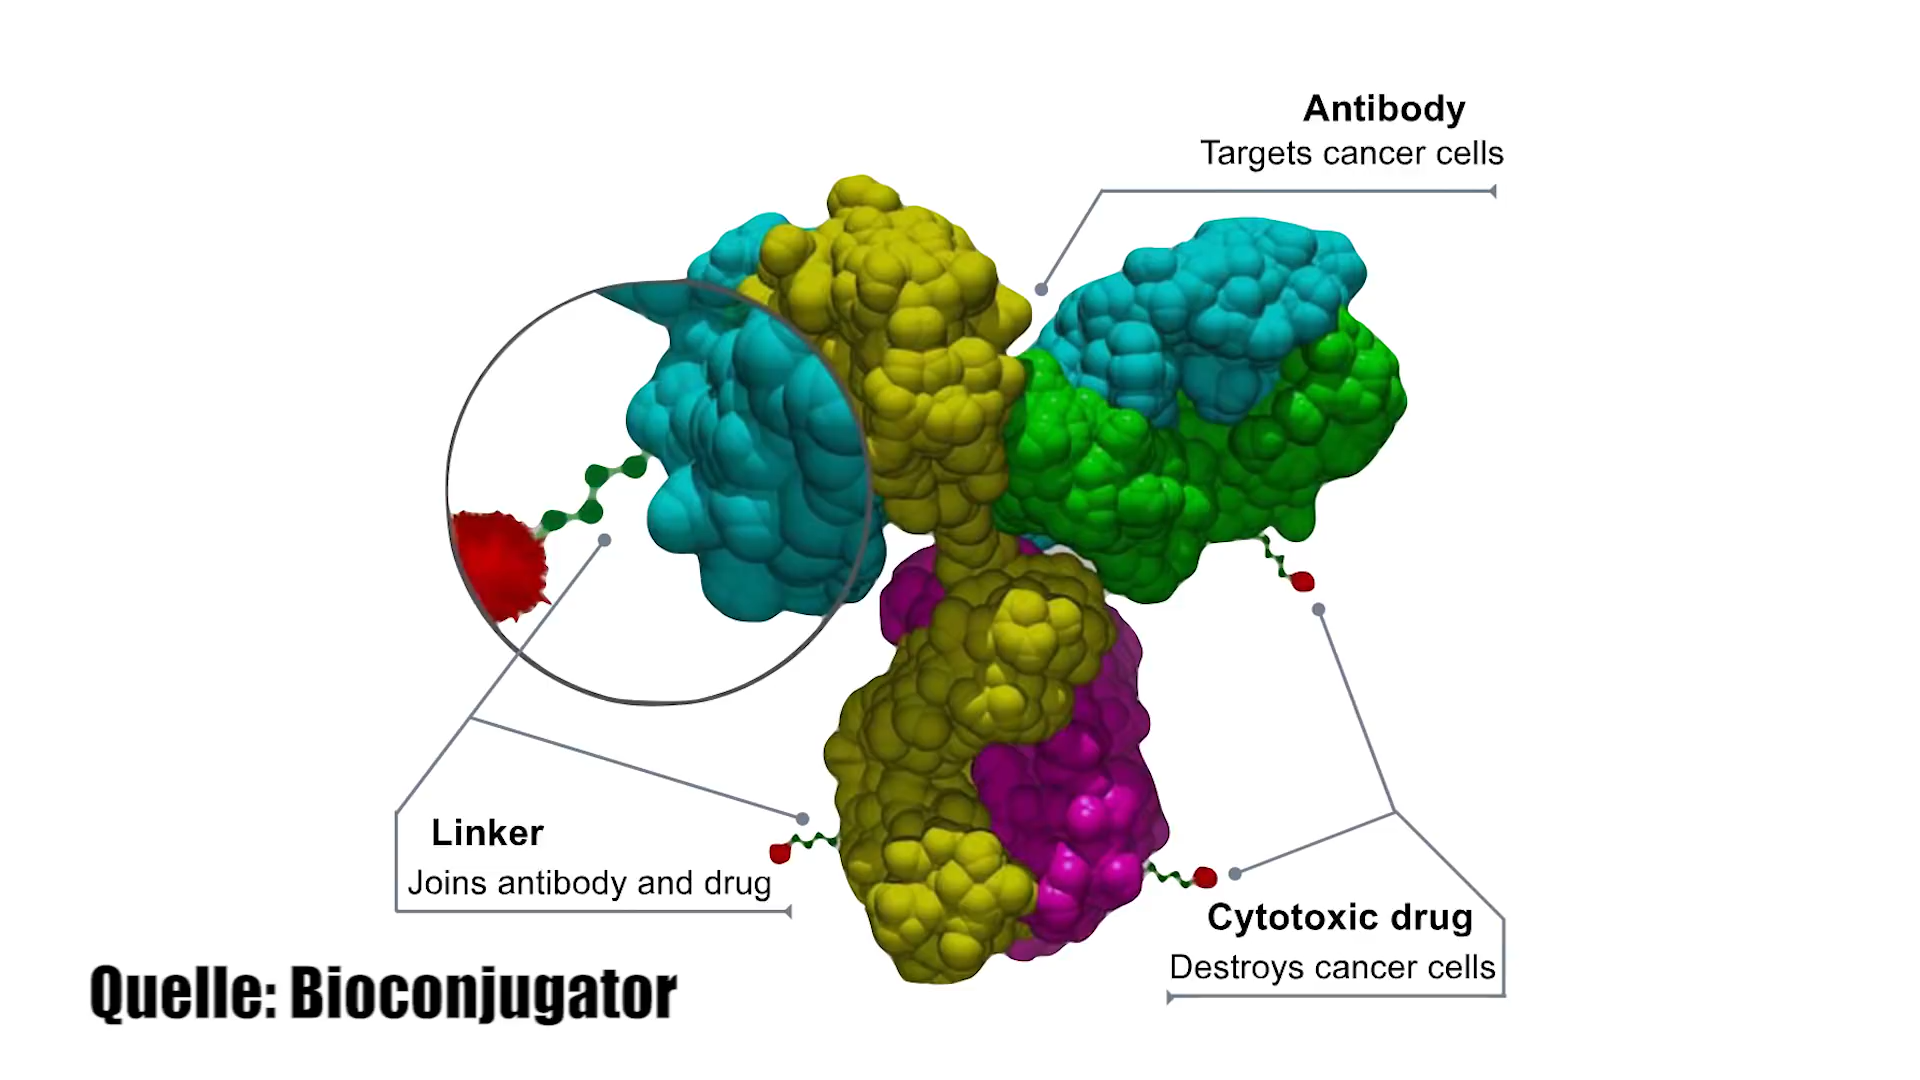 Antibody
Targets cancer cells
Linker
Joins antibody and drug
Cytotoxic drug
Destroys cancer cells
Quelle: Bioconjugator